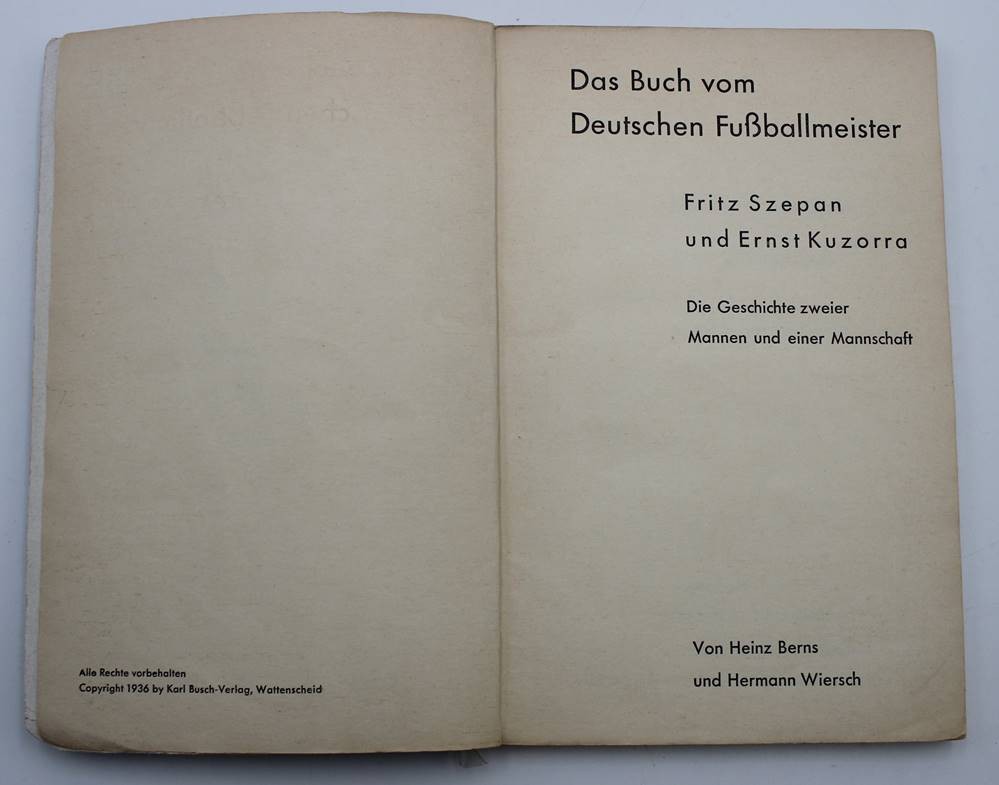 Alle Rechte vorbehalten
Copyright 1936 by Karl Busch-Verlag, Wattenscheid
Das Buch vom
Deutschen Fußballmeister
Fritz Szepan
und Ernst Kuzorra
Die Geschichte zweier
Mannen und einer Mannschaft
Von Heinz Berns
und Hermann Wiersch